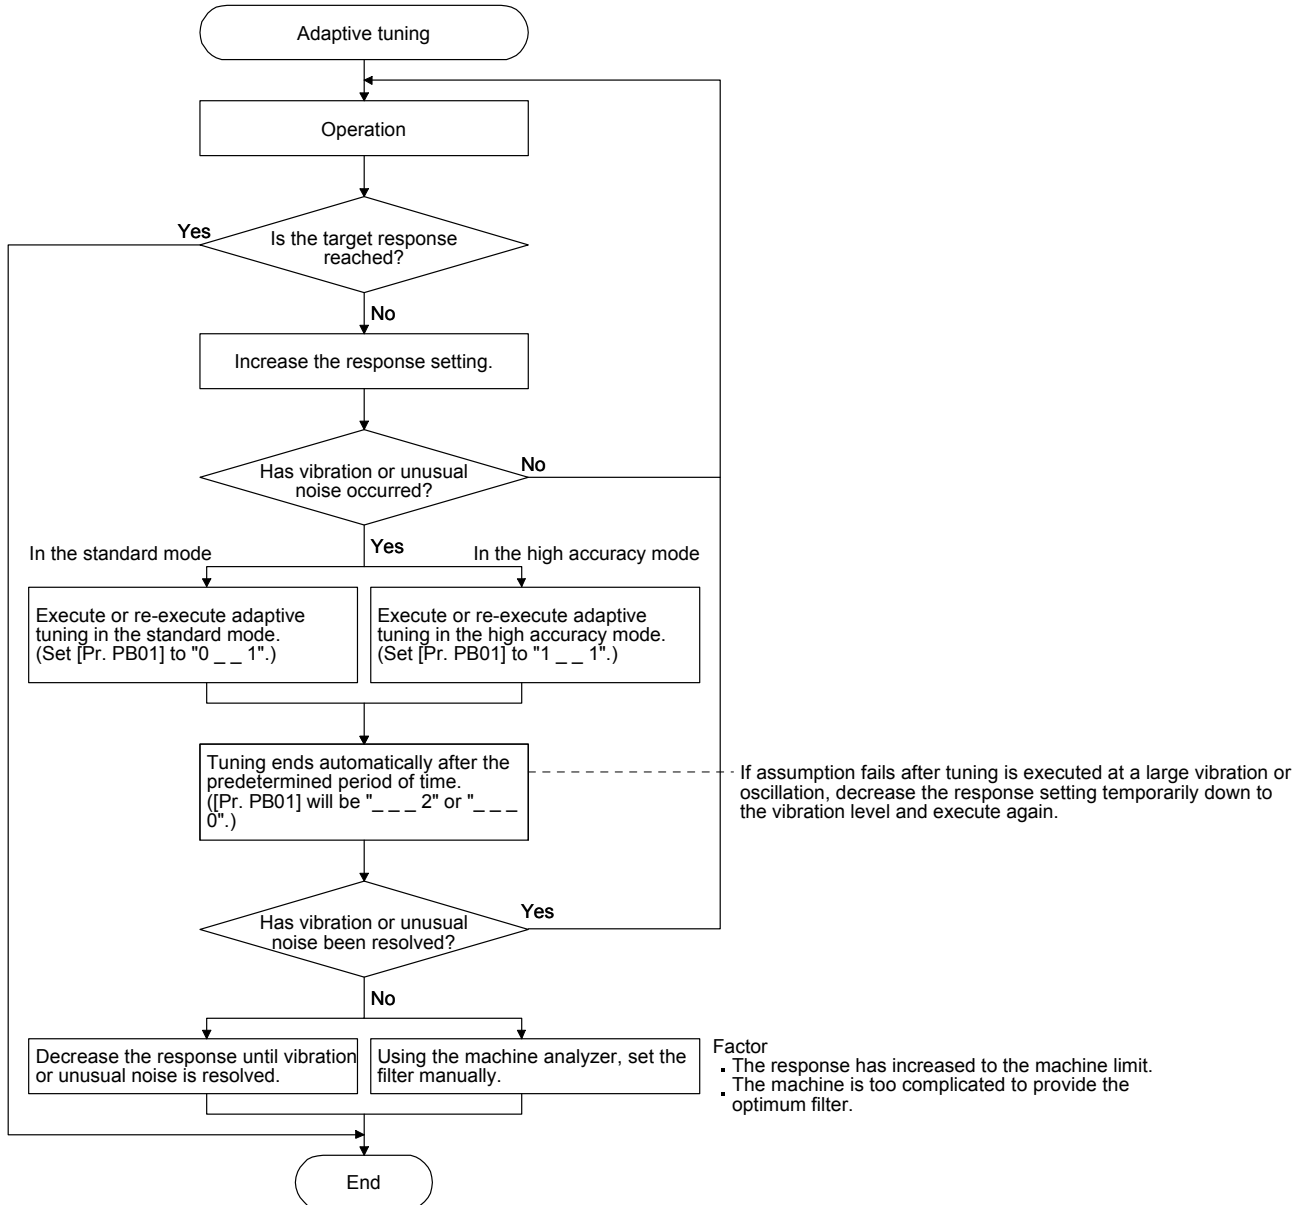 Adaptive tuning
Operation
Yes
Is the target response
reached?
No
Increase the response setting.
Has vibration or unusual
noise occurred?
No
Yes
In the standard mode
In the high accuracy mode
Execute or re-execute adaptive
tuning in the standard mode.
(Set [Pr. PB01] to "0 _ _ 1".)
Execute or re-execute adaptive
tuning in the high accuracy mode.
(Set [Pr. PB01] to "1 _ _ 1".)
Tuning ends automatically after the
predetermined period of time.
([Pr. PB01] will be "_ _ _ 2" or "_ _ _
0".)
If assumption fails after tuning is executed at a large vibration or
oscillation, decrease the response setting temporarily down to
the vibration level and execute again.
Has vibration or unusual
noise been resolved?
Yes
No
Decrease the response until vibration
or unusual noise is resolved.
Using the machine analyzer, set the
filter manually.
Factor
. The response has increased to the machine limit.
. The machine is too complicated to provide the
optimum filter.
End